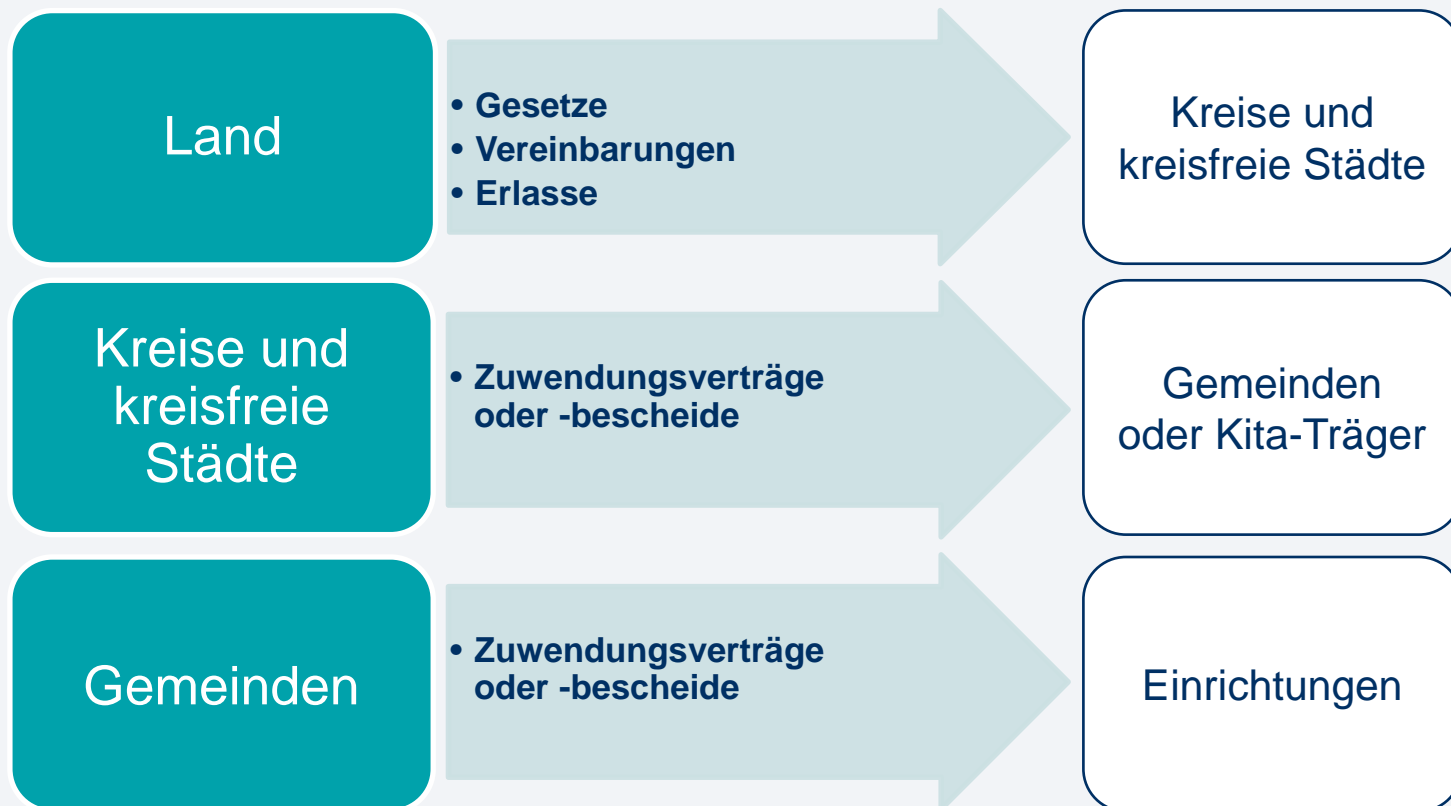 Land
• Gesetze
• Vereinbarungen
• Erlasse
Kreise und
kreisfreie Städte
Kreise und
kreisfreie
Städte
• Zuwendungsverträge
oder -bescheide
Gemeinden
oder Kita-Träger
Gemeinden
• Zuwendungsverträge
oder -bescheide
Einrichtungen